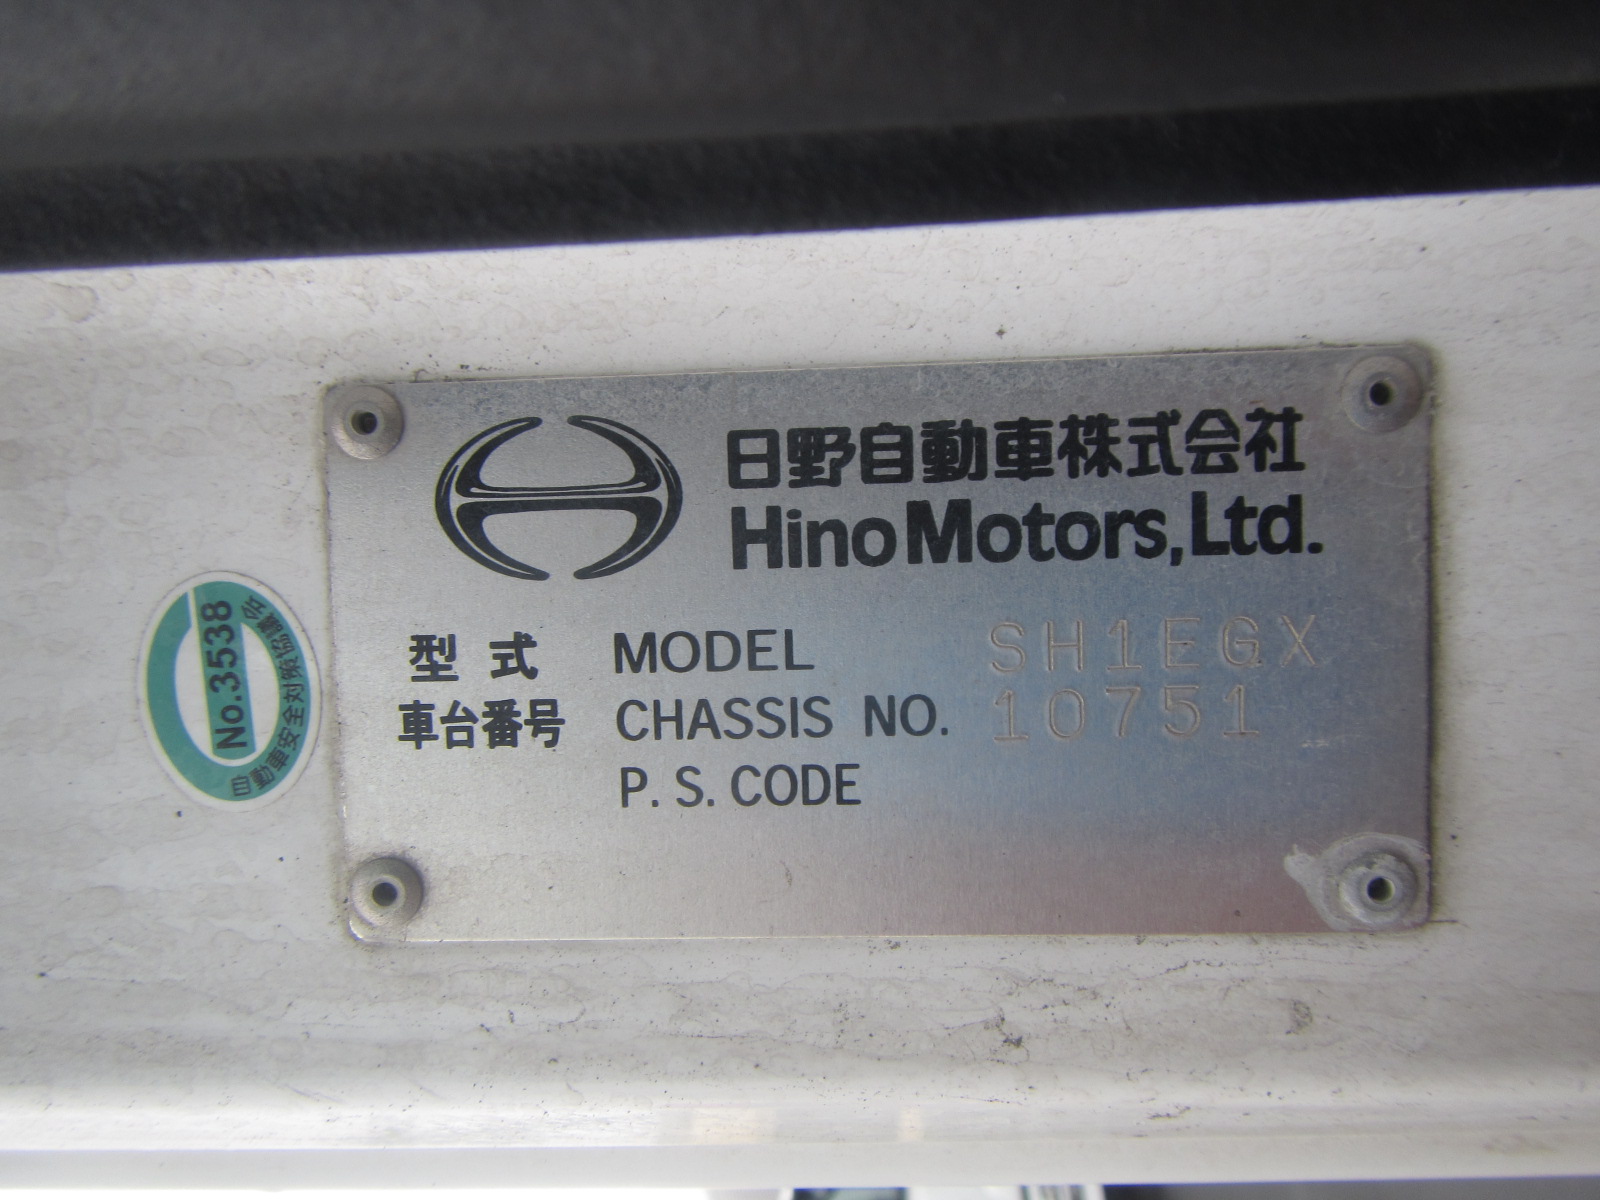 日野自動車株式会社
Hino Motors, Ltd.
型式 MODEL SH1EGX
車台番号 CHASSIS NO. 10751
P. S. CODE
No.3538
自動車安全対策協議会